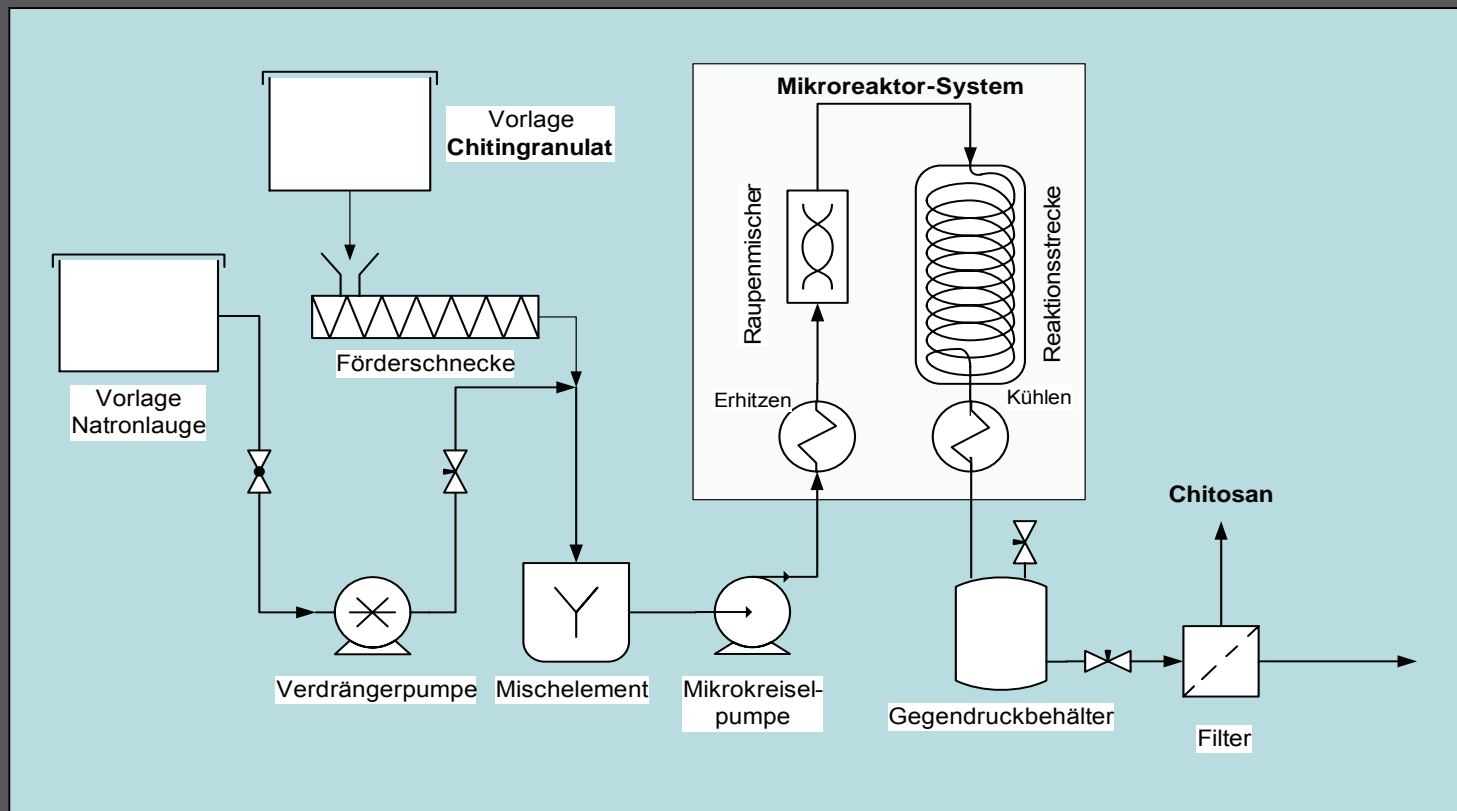 Vorlage
Chitingranulat
Mikroreaktor-System
Raupenmischer
Reaktionsstrecke
Förderschnecke
Vorlage
Natronlauge
Erhitzen
Kühlen
Chitosan
Verdrängerpumpe
Mischelement
Mikrokreisel-
pumpe
Gegendruckbehälter
Filter